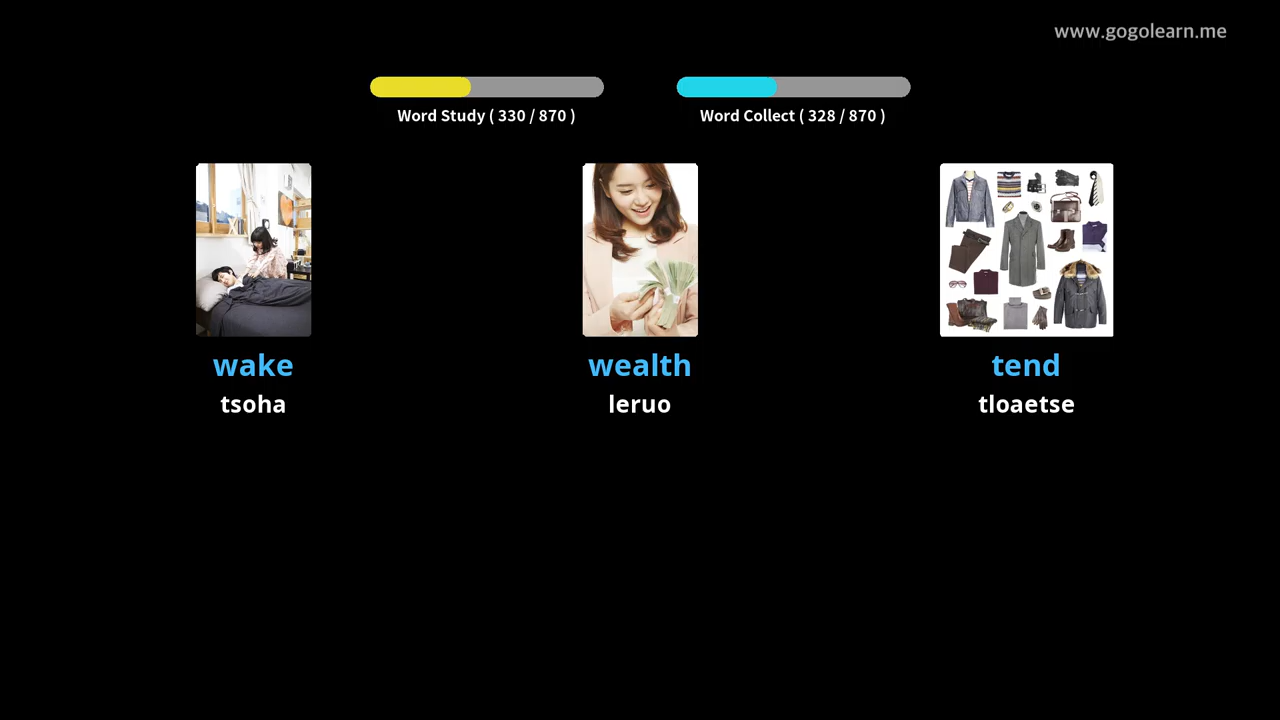 www.gogolearn.me
Word Study ( 330 / 870 )
Word Collect ( 328 / 870 )
wake
wealth
tend
tsoha
leruo
tloaetse